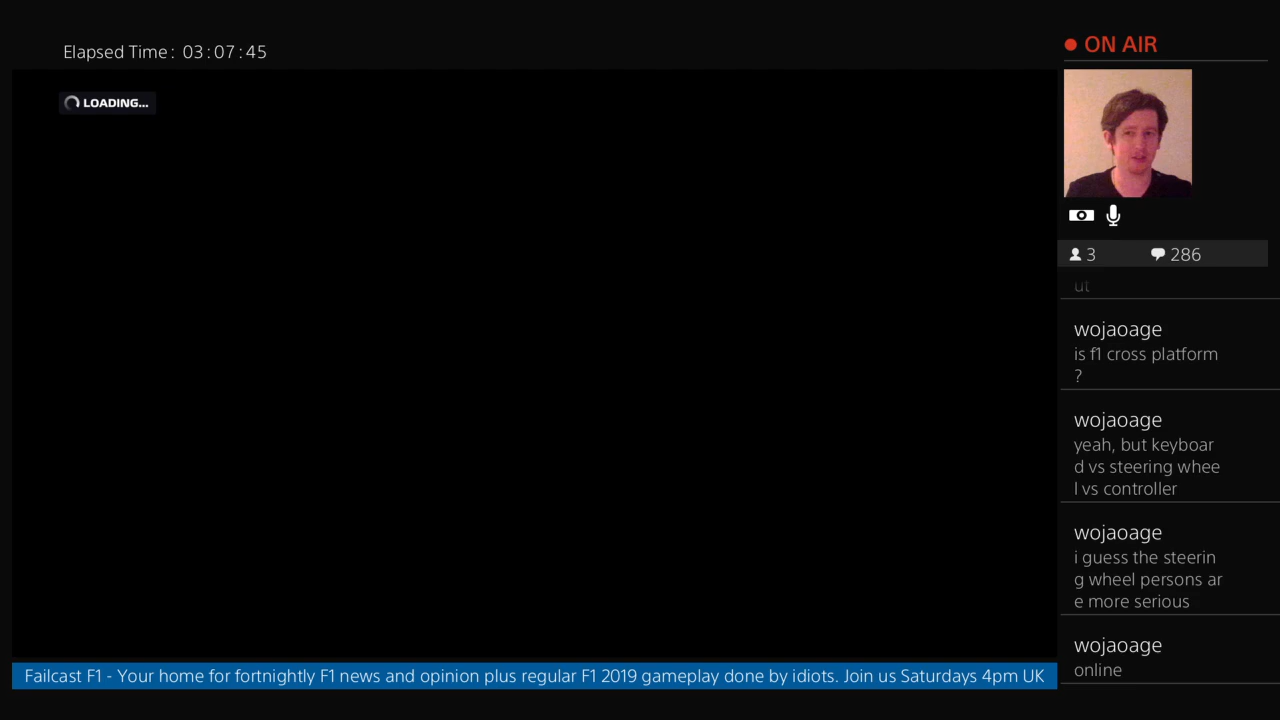 Elapsed Time: 03:07:45
LOADING...
ON AIR
3 286
ut
wojaoage
is f1 cross platform
?
wojaoage
yeah, but keyboar
d vs steering whee
l vs controller
wojaoage
i guess the steerin
g wheel persons ar
e more serious
wojaoage
online
Failcast F1 - Your home for fortnightly F1 news and opinion plus regular F1 2019 gameplay done by idiots. Join us Saturdays 4pm UK